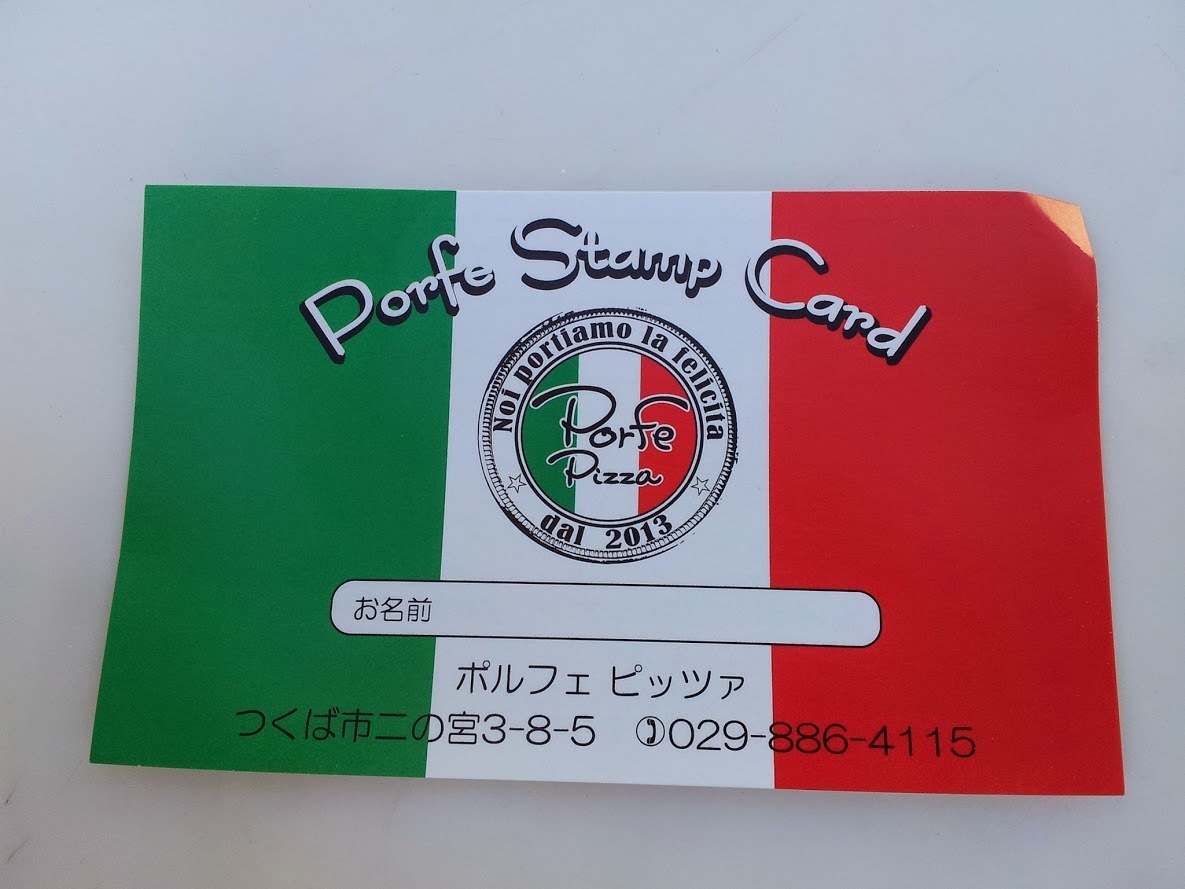 Porfe Stamp Card
Noi portiamo la felicita
Porfe
Pizza
dal 2013
お名前
ポルフェ ピッツァ
つくば市二の宮3-8-5 ✆029-886-4115